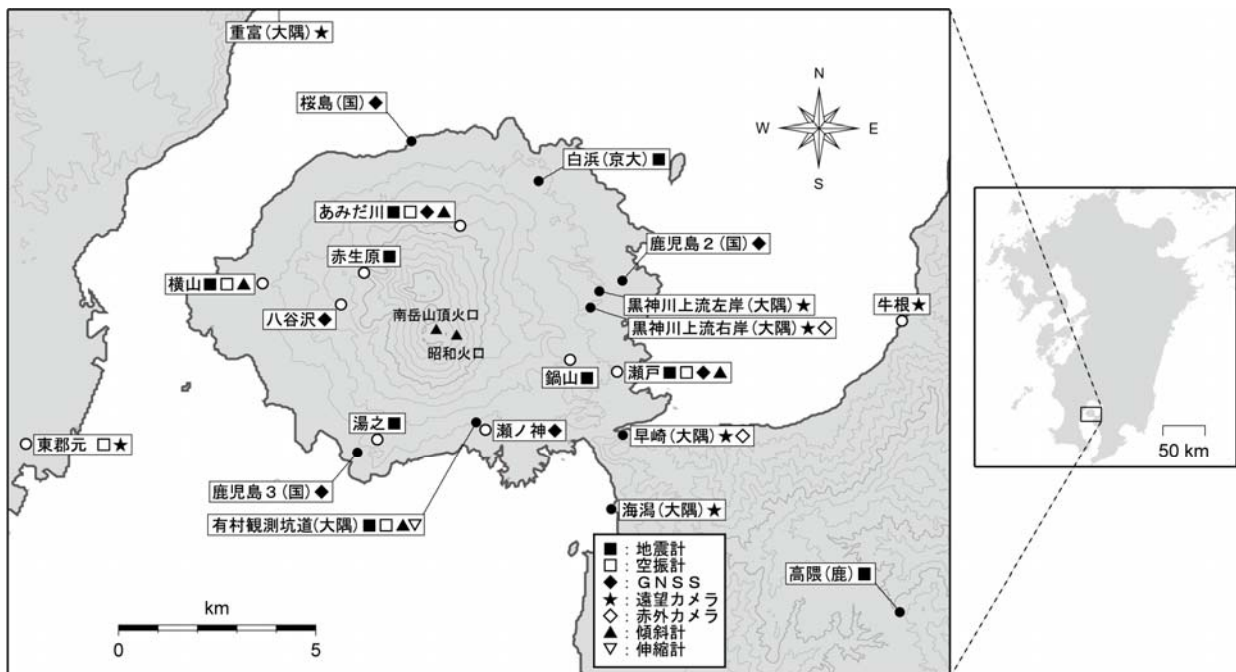 重富(大隅)★
桜島(国)◆
N
W
E
S
白浜(京大)■
あみだ川■□◆▲
赤生原■
鹿児島2(国)◆
横山■□▲
黒神川上流左岸(大隅)★
八谷沢◆
南岳山頂火口
黒神川上流右岸(大隅)★◇
牛根★
昭和火口
鍋山■
瀬戸■□◆▲
湯之■
瀬ノ神◆
早崎(大隅)★◇
東郡元 □★
50 km
鹿児島3(国)◆
有村観測坑道(大隅)■□▲▽
海潟(大隅)★
高隈(鹿)■
■:地震計
□:空振計
◆:GNSS
★:遠望カメラ
◇:赤外カメラ
▲:傾斜計
▽:伸縮計
km
0
5